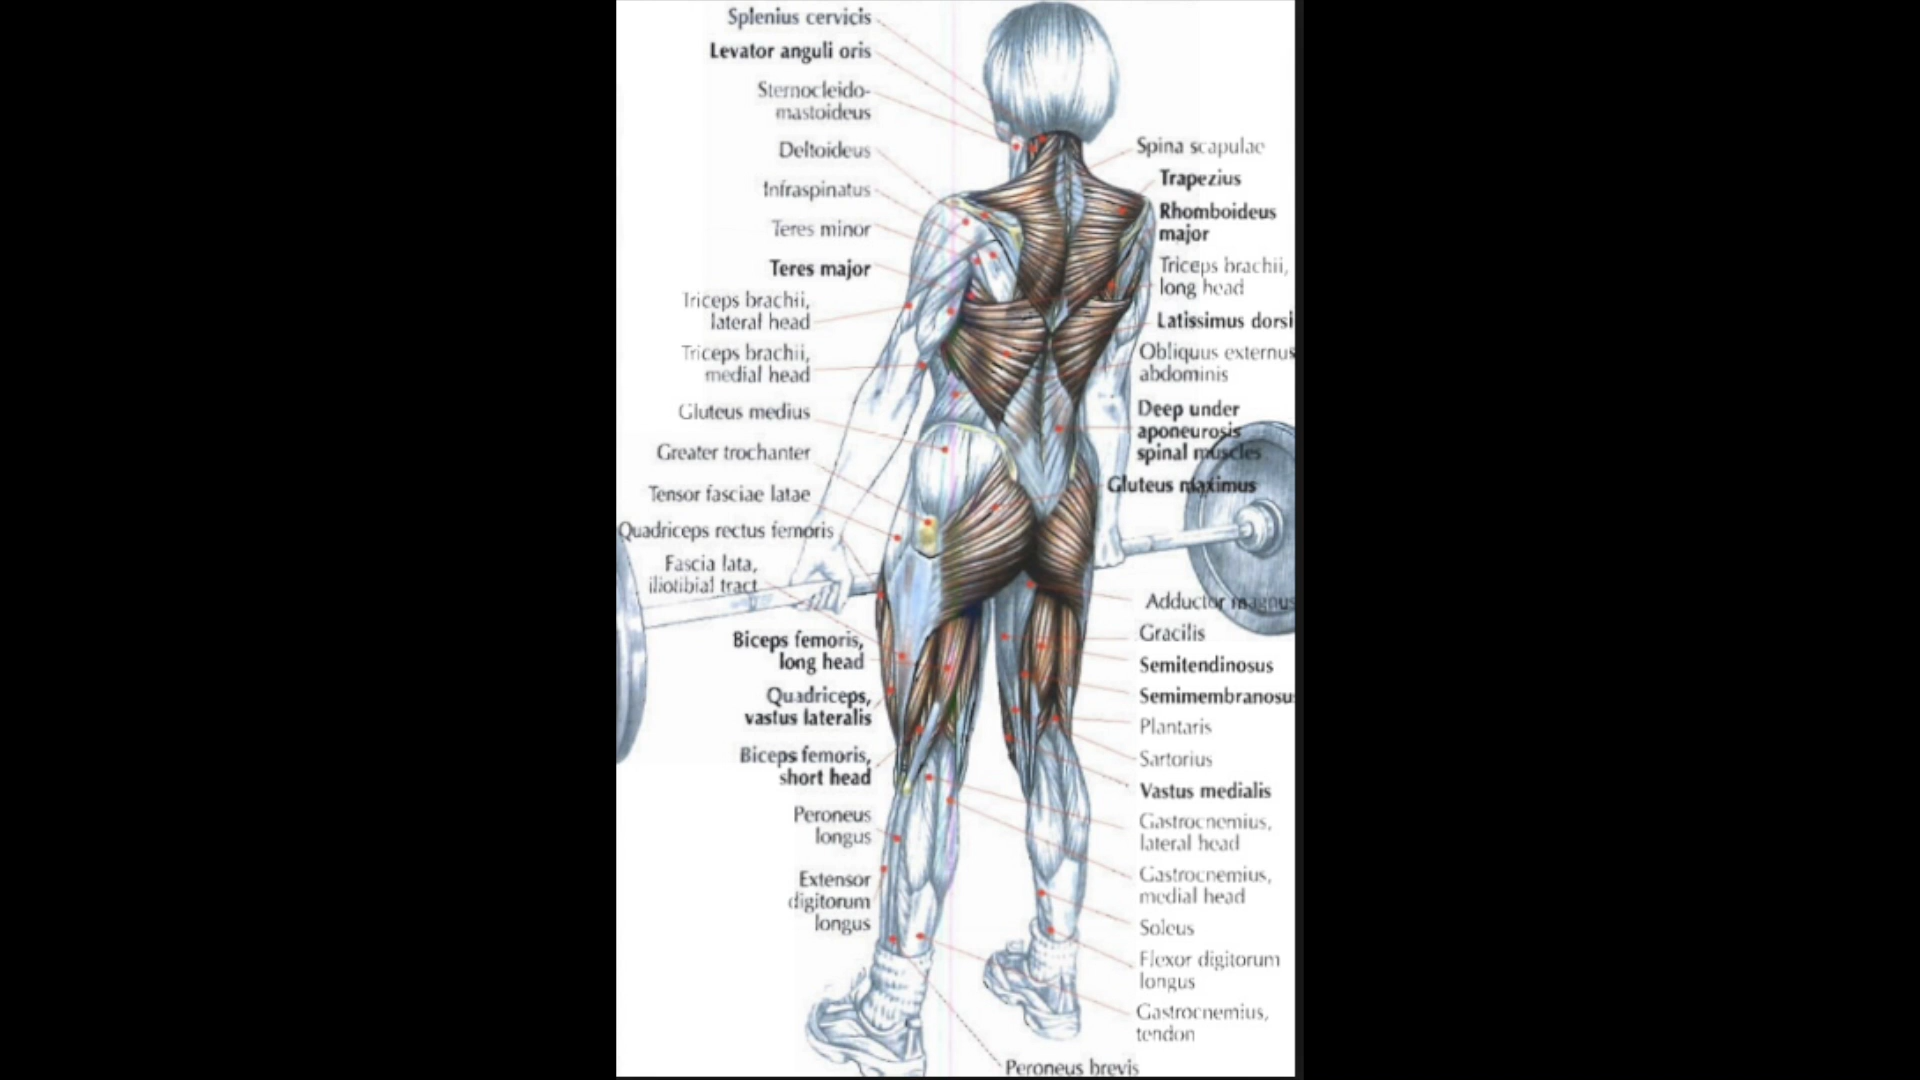 Splenius cervicis
Levator anguli oris
Sternocleido-
mastoideus
Deltoideus
Infraspinatus
Teres minor
Teres major
Triceps brachii,
lateral head
Triceps brachii,
medial head
Gluteus medius
Greater trochanter
Tensor fasciae latae
Quadriceps rectus femoris
Fascia lata,
iliotibial tract
Biceps femoris,
long head
Quadriceps,
vastus lateralis
Biceps femoris,
short head
Peroneus
longus
Extensor
digitorum
longus
Spina scapulae
Trapezius
Rhomboideus
major
Triceps brachii,
long head
Latissimus dorsi
Obliquus externus
abdominis
Deep under
aponeurosis
spinal muscles
Gluteus maximus
Adductor magnus
Gracilis
Semitendinosus
Semimembranosus
Plantaris
Sartorius
Vastus medialis
Gastrocnemius,
lateral head
Gastrocnemius,
medial head
Soleus
Flexor digitorum
longus
Gastrocnemius,
tendon
Peroneus brevis